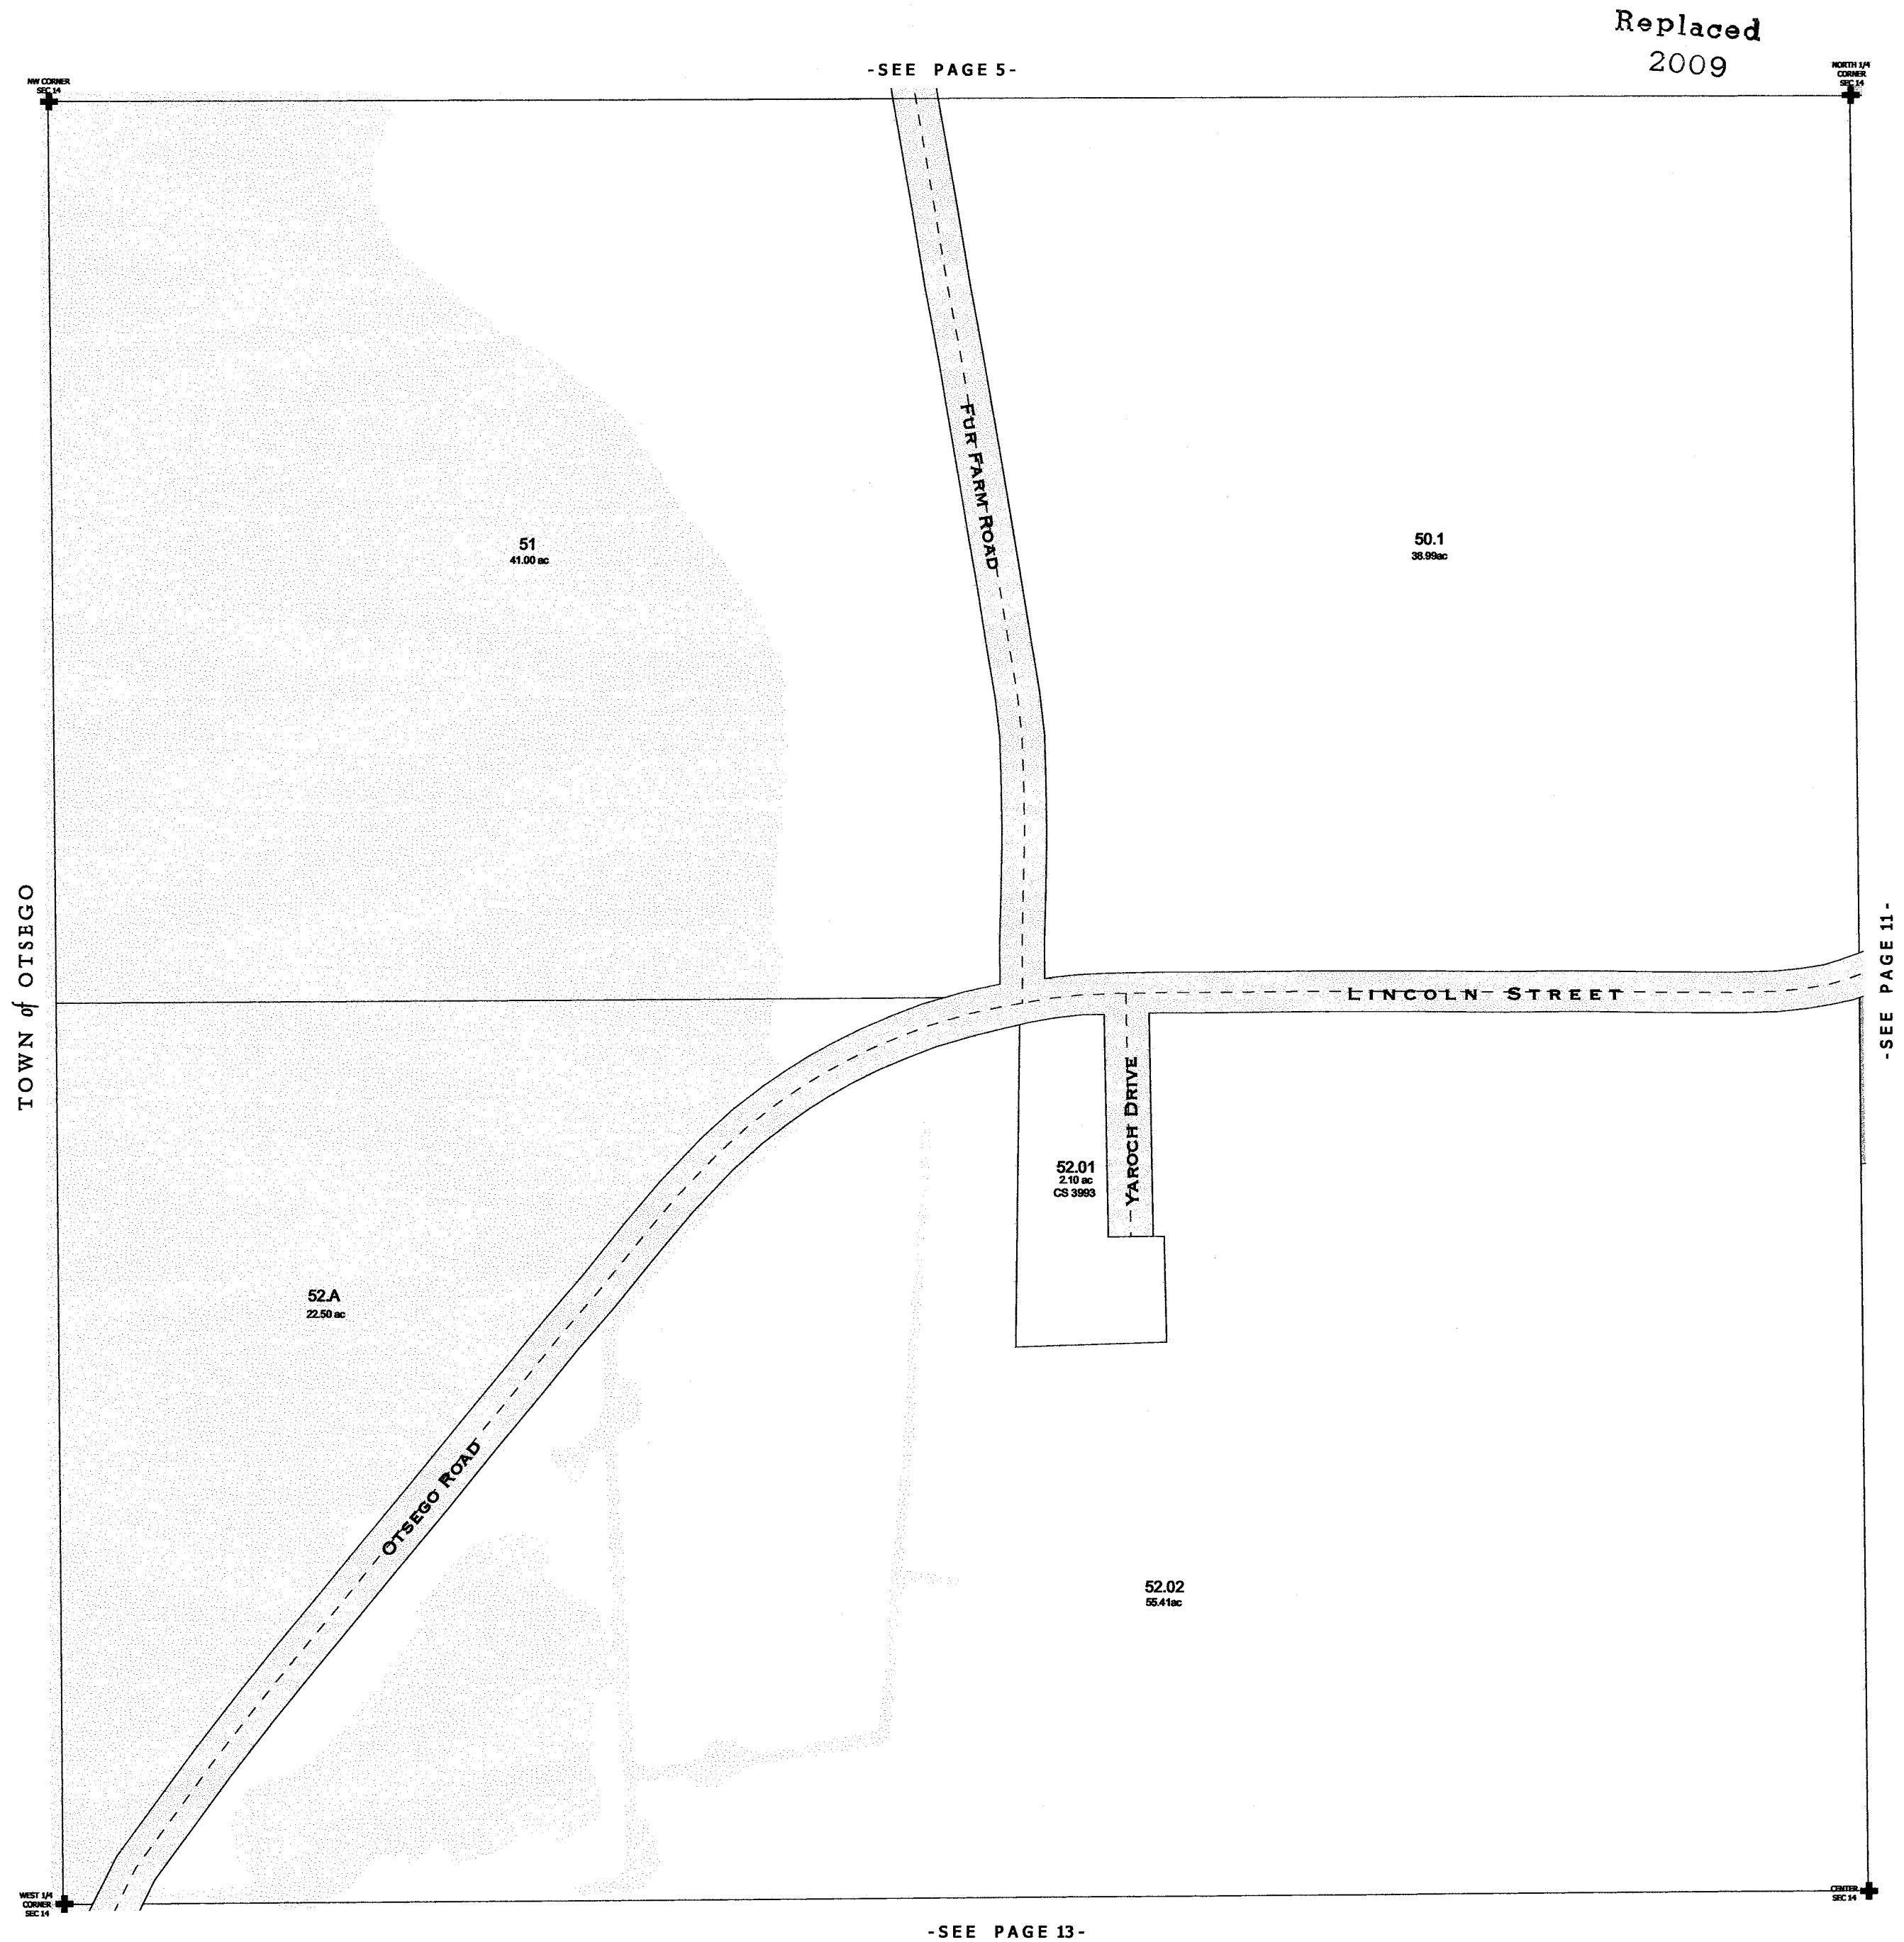 Replaced
2009
-SEE PAGE 5-
NW CORNER
SEC 14
NORTH 1/4
CORNER
SEC 14
FUR FARM ROAD
51
41.00 ac
50.1
38.99ac
TOWN of OTSEGO
-SEE PAGE 11-
LINCOLN STREET
YAROCH DRIVE
52.01
2.10 ac
CS 3993
52.A
22.50 ac
OTSEGO ROAD
52.02
55.41ac
WEST 1/4
CORNER
SEC 14
CENTER
SEC 14
-SEE PAGE 13-